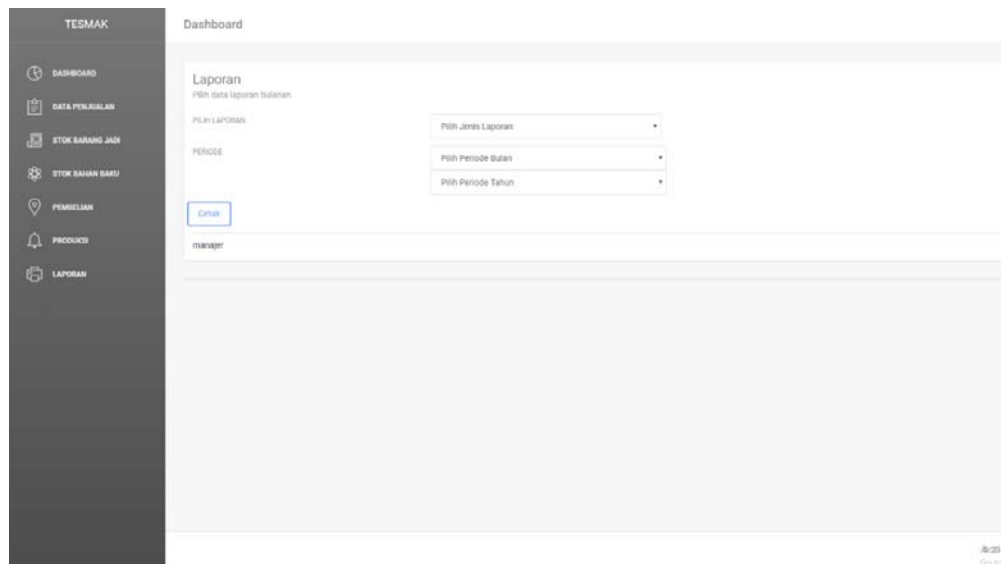 TESMAK
Dashboard
DASHBOARD
DATA PENJUALAN
STOK BARANG JADI
STOK BAHAN BAKU
PEMBELIAN
PRODUKSI
LAPORAN
Laporan
Pilih data laporan bulanan
PILIH LAPORAN
Pilih Jenis Laporan
PERIODE
Pilih Periode Bulan
Pilih Periode Tahun
Cetak
manajer